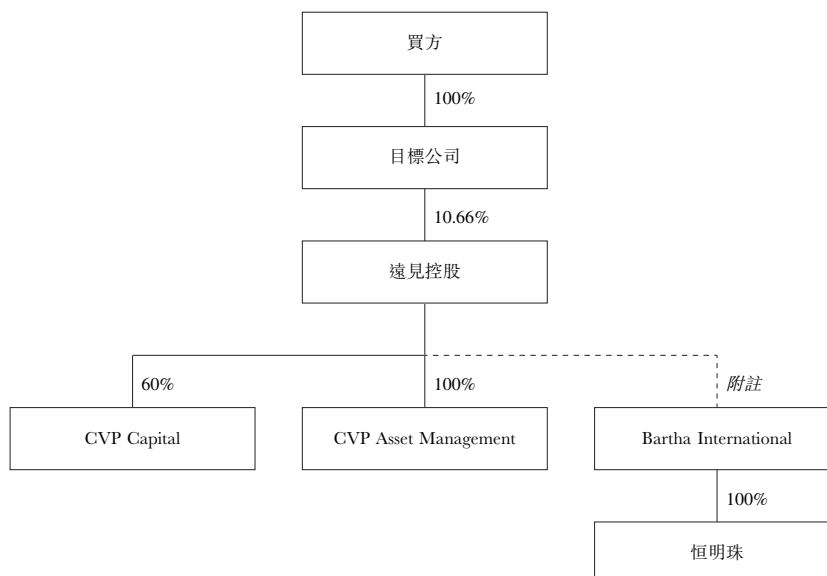 買方
100%
目標公司
10.66%
遠見控股
60%
100%
附註
CVP Capital
CVP Asset Management
Bartha International
100%
恒明珠